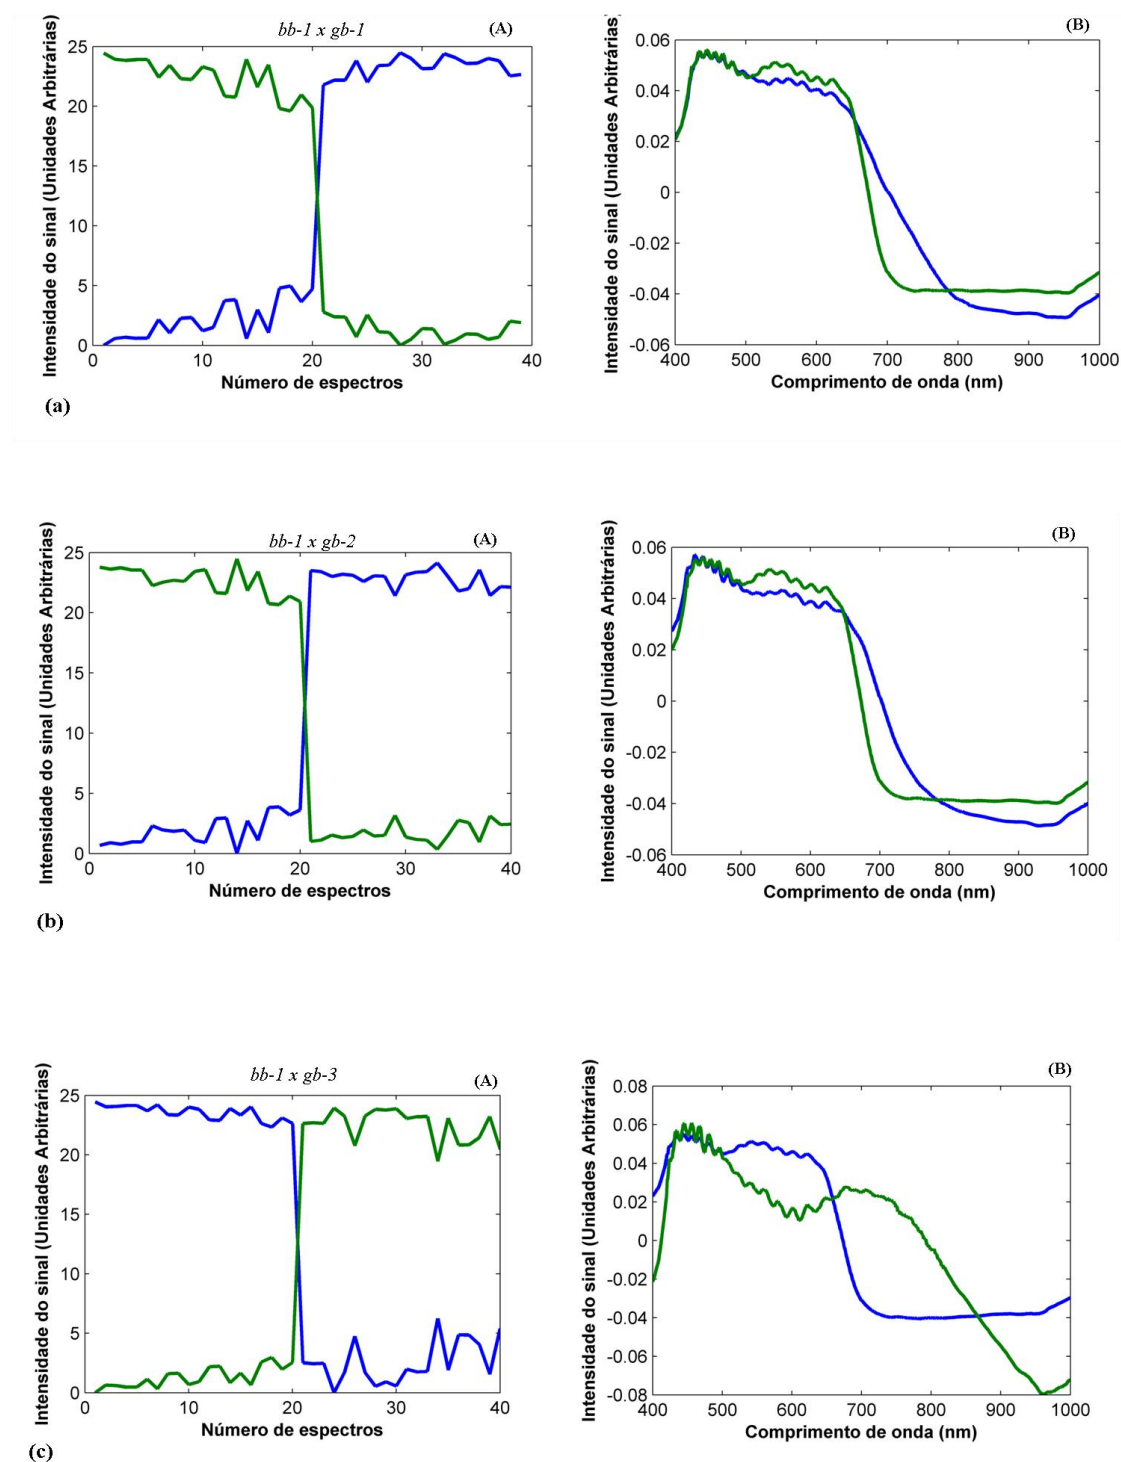 bb-1 x gb-1
(A)
Intensidade do sinal (Unidades Arbitrárias)
25
20
15
10
5
0
0 10 20 30 40
Número de espectros
(B)
Intensidade do sinal (Unidades Arbitrárias)
0.06
0.04
0.02
0
-0.02
-0.04
-0.06
400 500 600 700 800 900 1000
Comprimento de onda (nm)
(a)
bb-1 x gb-2
(A)
Intensidade do sinal (Unidades Arbitrárias)
25
20
15
10
5
0
0 10 20 30 40
Número de espectros
(B)
Intensidade do sinal (Unidades Arbitrárias)
0.06
0.04
0.02
0
-0.02
-0.04
-0.06
400 500 600 700 800 900 1000
Comprimento de onda (nm)
(b)
bb-1 x gb-3
(A)
Intensidade do sinal (Unidades Arbitrárias)
25
20
15
10
5
0
0 10 20 30 40
Número de espectros
(B)
Intensidade do sinal (Unidades Arbitrárias)
0.08
0.06
0.04
0.02
0
-0.02
-0.04
-0.06
-0.08
400 500 600 700 800 900 1000
Comprimento de onda (nm)
(c)